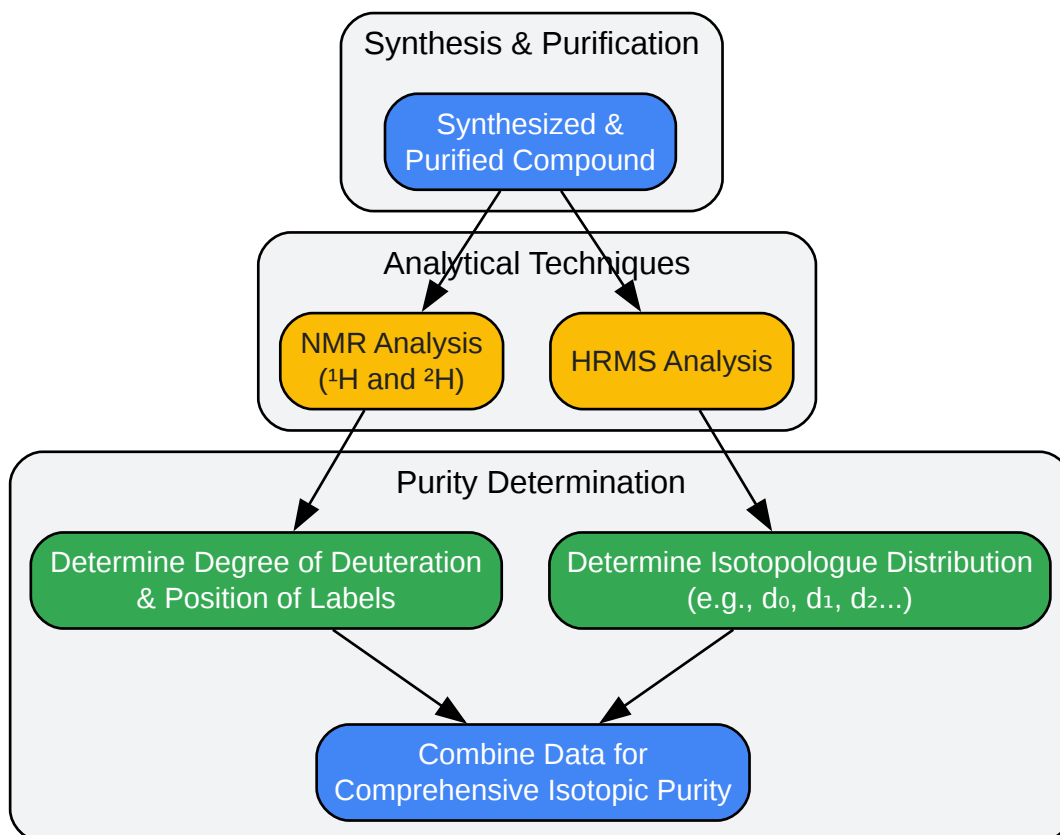 Synthesis & Purification
Synthesized &
Purified Compound
Analytical Techniques
NMR Analysis
(¹H and ²H)
HRMS Analysis
Purity Determination
Determine Degree of Deuteration
& Position of Labels
Determine Isotopologue Distribution
(e.g., d₀, d₁, d₂...)
Combine Data for
Comprehensive Isotopic Purity